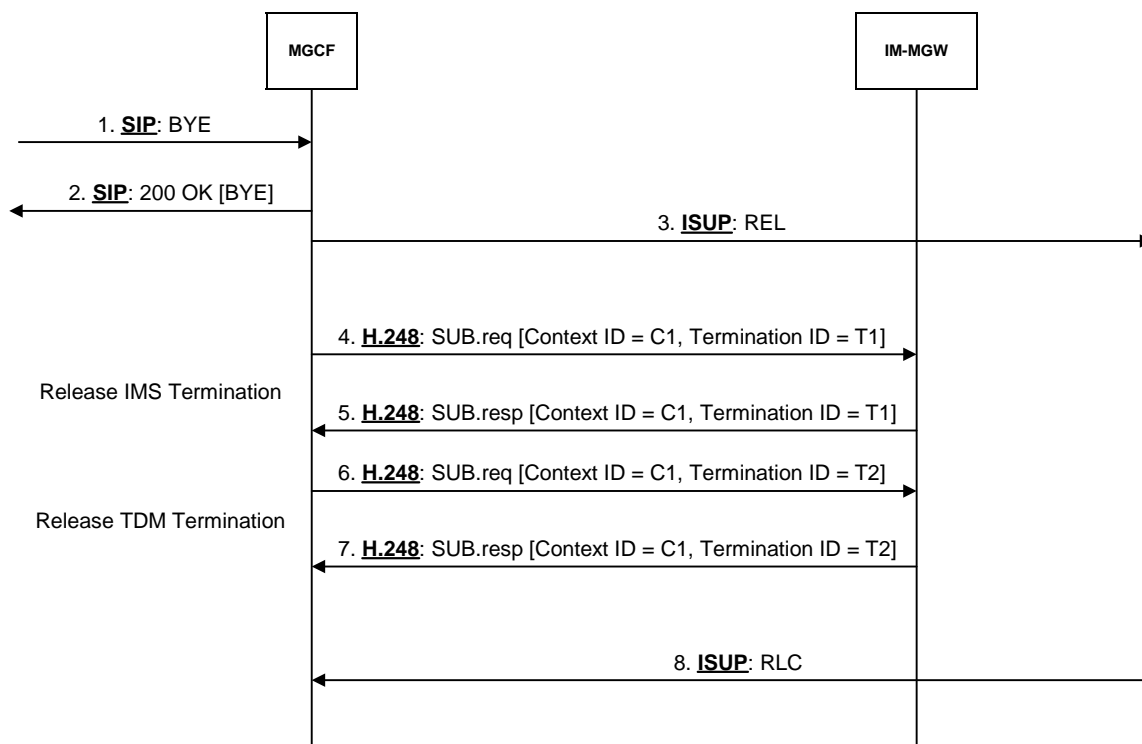 MGCF
IM-MGW
1. SIP: BYE
2. SIP: 200 OK [BYE]
3. ISUP: REL
4. H.248: SUB.req [Context ID = C1, Termination ID = T1]
Release IMS Termination
5. H.248: SUB.resp [Context ID = C1, Termination ID = T1]
6. H.248: SUB.req [Context ID = C1, Termination ID = T2]
Release TDM Termination
7. H.248: SUB.resp [Context ID = C1, Termination ID = T2]
8. ISUP: RLC